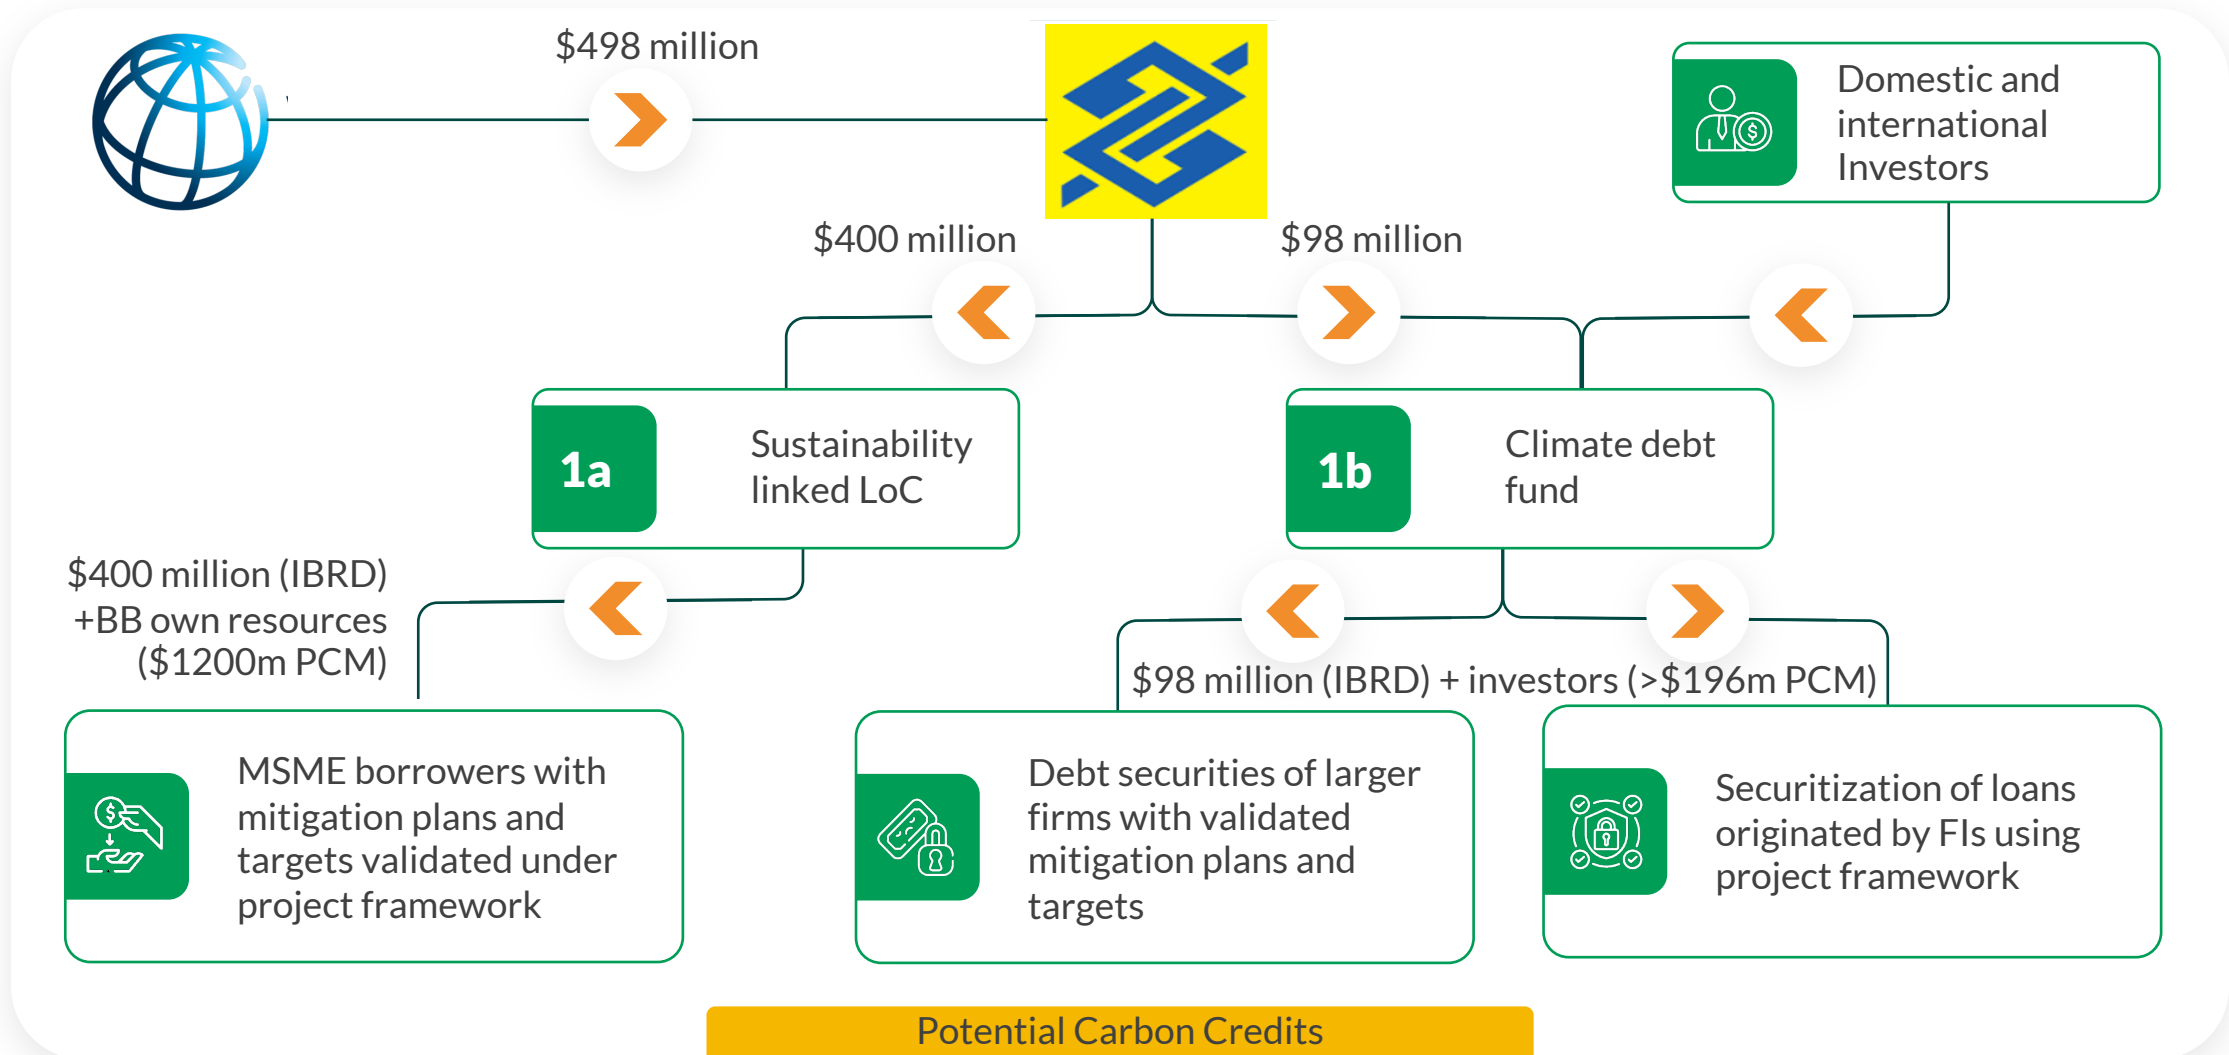 $498 million
Domestic and
international
Investors
$400 million
$98 million
1a
Sustainability
linked LoC
1b
Climate debt
fund
$400 million (IBRD)
+BB own resources
($1200m PCM)
$98 million (IBRD) + investors (>$196m PCM)
MSME borrowers with
mitigation plans and
targets validated under
project framework
Debt securities of larger
firms with validated
mitigation plans and
targets
Securitization of loans
originated by FIs using
project framework
Potential Carbon Credits